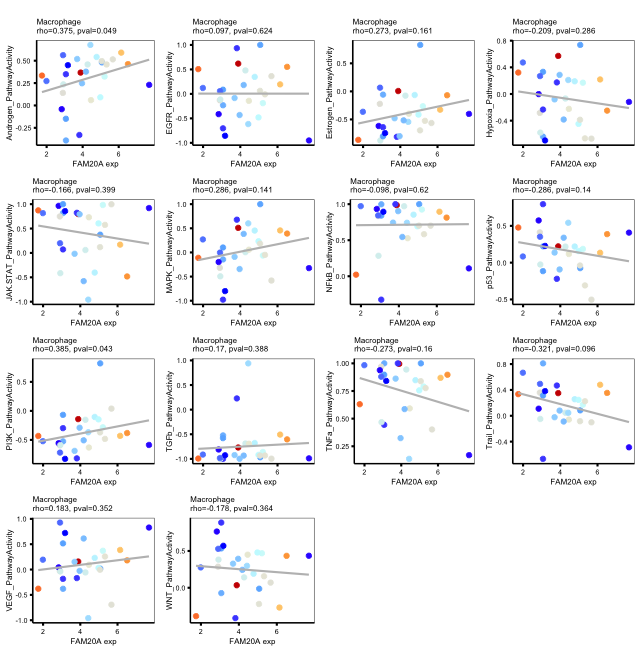 Macrophage
rho=0.375, pval=0.049
Androgen_PathwayActivity
0.75
0.50
0.25
0.00
-0.25
2 4 6
FAM20A exp
Macrophage
rho=0.097, pval=0.624
EGFR_PathwayActivity
1.0
0.5
0.0
-0.5
-1.0
2 4 6
FAM20A exp
Macrophage
rho=0.273, pval=0.161
Estrogen_PathwayActivity
0.5
0.0
-0.5
2 4 6
FAM20A exp
Macrophage
rho=-0.209, pval=0.286
Hypoxia_PathwayActivity
0.8
0.4
0.0
-0.4
2 4 6
FAM20A exp
Macrophage
rho=-0.166, pval=0.399
JAK.STAT_PathwayActivity
1.0
0.5
0.0
-0.5
-1.0
2 4 6
FAM20A exp
Macrophage
rho=0.286, pval=0.141
MAPK_PathwayActivity
1.0
0.5
0.0
-0.5
-1.0
2 4 6
FAM20A exp
Macrophage
rho=-0.098, pval=0.62
NFkB_PathwayActivity
1.0
0.5
0.0
2 4 6
FAM20A exp
Macrophage
rho=-0.286, pval=0.14
p53_PathwayActivity
0.5
0.0
-0.5
2 4 6
FAM20A exp
Macrophage
rho=0.385, pval=0.043
PI3K_PathwayActivity
0.5
0.0
-0.5
2 4 6
FAM20A exp
Macrophage
rho=0.17, pval=0.388
TGFb_PathwayActivity
1.0
0.5
0.0
-0.5
-1.0
2 4 6
FAM20A exp
Macrophage
rho=-0.273, pval=0.16
TNFa_PathwayActivity
1.00
0.75
0.50
0.25
2 4 6
FAM20A exp
Macrophage
rho=-0.321, pval=0.096
Trail_PathwayActivity
0.8
0.4
0.0
-0.4
2 4 6
FAM20A exp
Macrophage
rho=0.183, pval=0.352
VEGF_PathwayActivity
1.0
0.5
0.0
-0.5
-1.0
2 4 6
FAM20A exp
Macrophage
rho=-0.178, pval=0.364
WNT_PathwayActivity
0.5
0.0
2 4 6
FAM20A exp